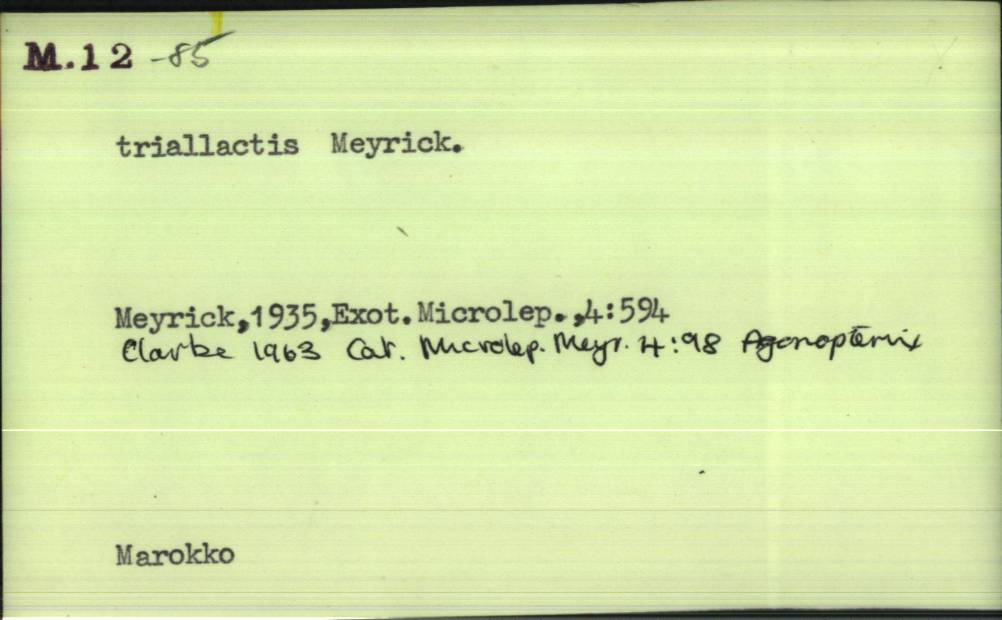 M.12 -85
triallactis Meyrick.
Meyrick,1935,Exot.Microlep.,4:594
Clarke 1963 Cat. Microlep. Meyr. 4:98 Agonopterix
Marokko